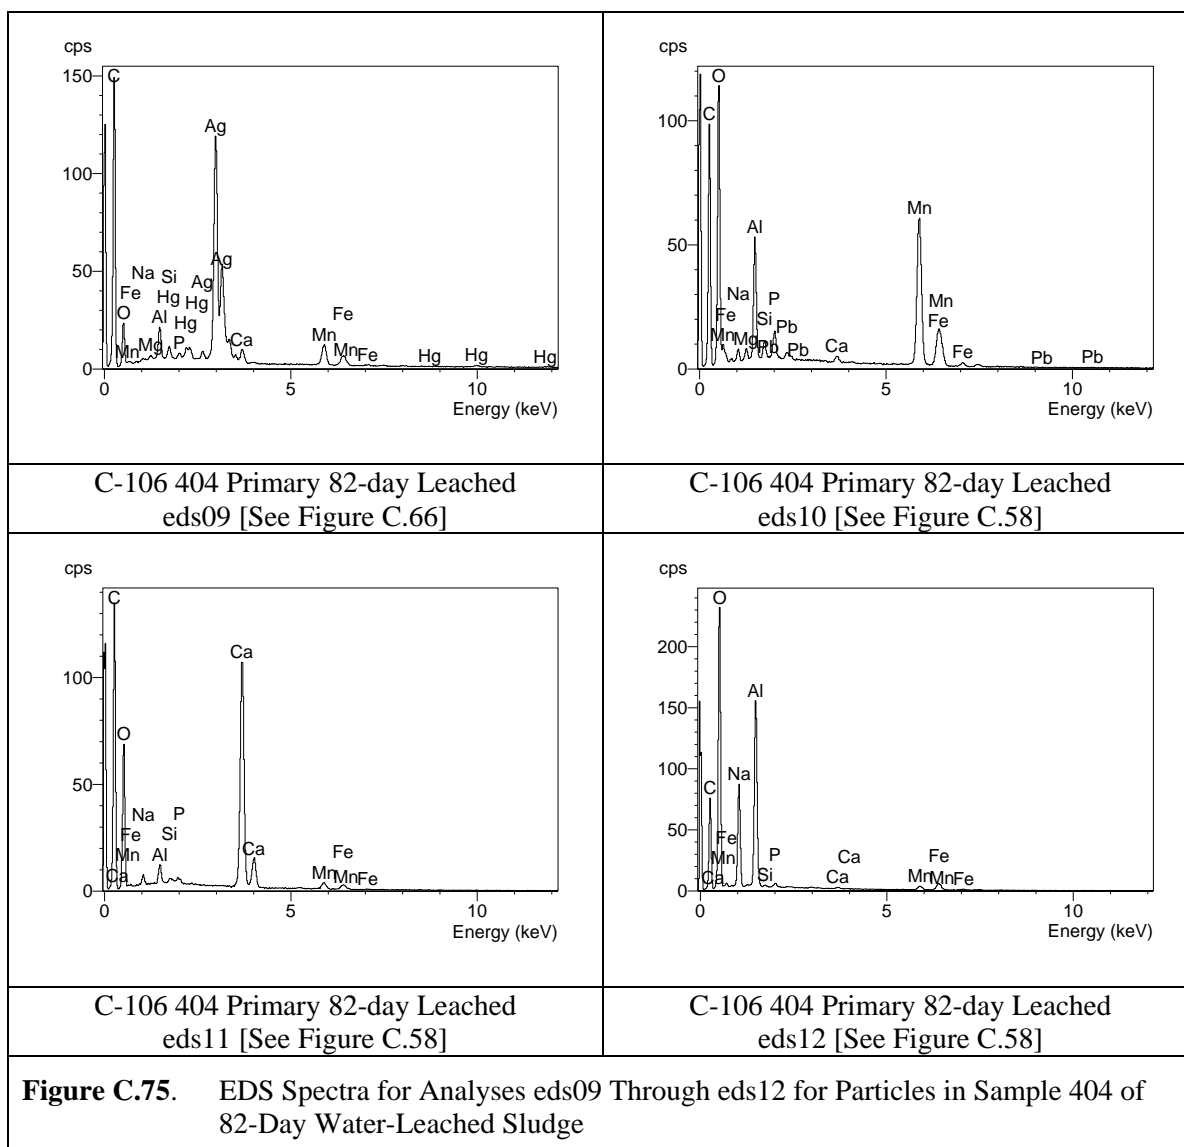 cps
150
100
50
0
C
Ag
Ag
Na
Si
Ag
Fe
Hg
Hg
O
Al
Hg
Mn
Mg
P
Ca
Fe
Mn
Mn
Fe
Hg
Hg
Hg
0
5
10
Energy (keV)
cps
100
50
0
O
C
Mn
Al
Na
P
Mn
Fe
Si
Pb
Fe
Mn
Mg
Pb
Pb
Ca
Fe
Pb
Pb
0
5
10
Energy (keV)
C-106 404 Primary 82-day Leached
eds09 [See Figure C.66]
C-106 404 Primary 82-day Leached
eds10 [See Figure C.58]
cps
100
50
0
C
Ca
O
Na
P
Fe
Si
Mn
Al
Ca
Ca
Fe
Mn
Mn
Fe
0
5
10
Energy (keV)
cps
200
150
100
50
0
O
Al
C
Na
Fe
Mn
P
Ca
Fe
Ca
Si
Ca
Mn
Mn
Fe
0
5
10
Energy (keV)
C-106 404 Primary 82-day Leached
eds11 [See Figure C.58]
C-106 404 Primary 82-day Leached
eds12 [See Figure C.58]
Figure C.75. EDS Spectra for Analyses eds09 Through eds12 for Particles in Sample 404 of
82-Day Water-Leached Sludge